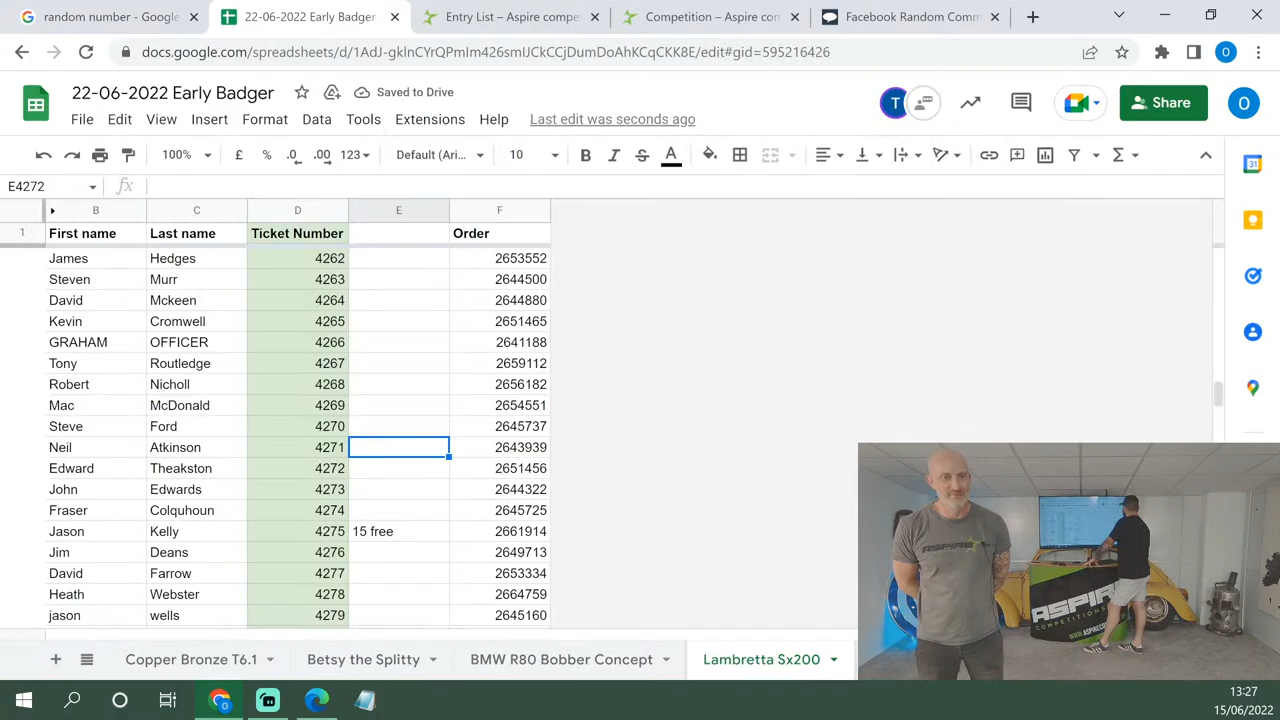 random number - Google
22-06-2022 Early Badger
Entry List – Aspire compe
Competition – Aspire con
Facebook Random Comm
docs.google.com/spreadsheets/d/1AdJ-gklnCYrQPmIm426smIJCkCCjDumDoAhKCqCKK8E/edit#gid=595216426
O
22-06-2022 Early Badger
Saved to Drive
T
Share
O
File Edit View Insert Format Data Tools Extensions Help Last edit was seconds ago
100% £ % .0 .00 123 Default (Ari... 10 B I S A
31
E4272 fx
B C D E F
1 First name Last name Ticket Number Order
James Hedges 4262 2653552
Steven Murr 4263 2644500
David Mckeen 4264 2644880
Kevin Cromwell 4265 2651465
GRAHAM OFFICER 4266 2641188
Tony Routledge 4267 2659112
Robert Nicholl 4268 2656182
Mac McDonald 4269 2654551
Steve Ford 4270 2645737
Neil Atkinson 4271 2643939
Edward Theakston 4272 2651456
John Edwards 4273 2644322
Fraser Colquhoun 4274 2645725
Jason Kelly 4275 15 free 2661914
Jim Deans 4276 2649713
David Farrow 4277 2653334
Heath Webster 4278 2664759
jason wells 4279 2645160
ASPIRE
COMPETITIONS
Copper Bronze T6.1 Betsy the Splitty BMW R80 Bobber Concept Lambretta Sx200
13:27
15/06/2022